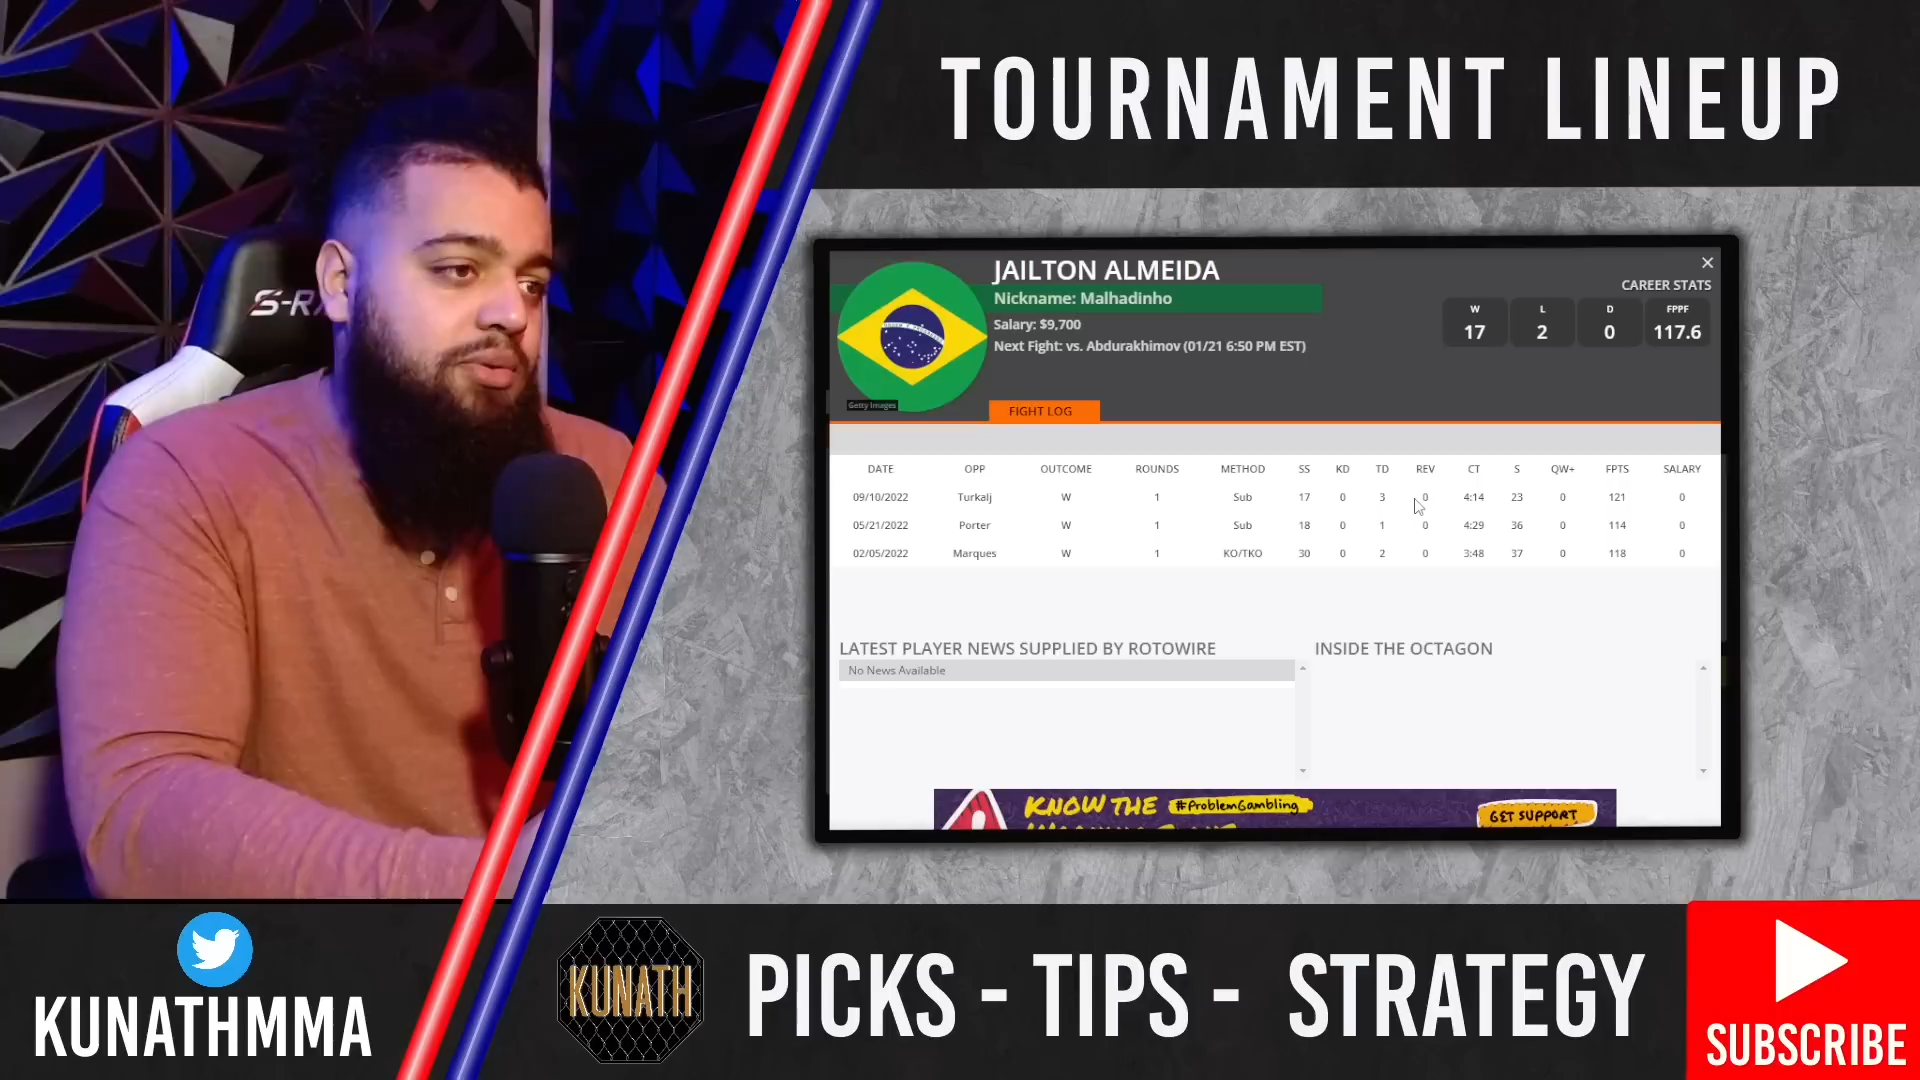 TOURNAMENT LINEUP
S-R
JAILTON ALMEIDA
Nickname: Malhadinho
Salary: $9,700
Next Fight: vs. Abdurakhimov (01/21 6:50 PM EST)
Getty Images
×
CAREER STATS
W L D FPPF
17 2 0 117.6
FIGHT LOG
DATE OPP OUTCOME ROUNDS METHOD SS KD TD REV CT S QW+ FPTS SALARY
09/10/2022 Turkalj W 1 Sub 17 0 3 0 4:14 23 0 121 0
05/21/2022 Porter W 1 Sub 18 0 1 0 4:29 36 0 114 0
02/05/2022 Marques W 1 KO/TKO 30 0 2 0 3:48 37 0 118 0
LATEST PLAYER NEWS SUPPLIED BY ROTOWIRE
No News Available
INSIDE THE OCTAGON
KNOW THE #ProblemGambling
GET SUPPORT
KUNATHMMA
KUNATH
PICKS - TIPS - STRATEGY
SUBSCRIBE